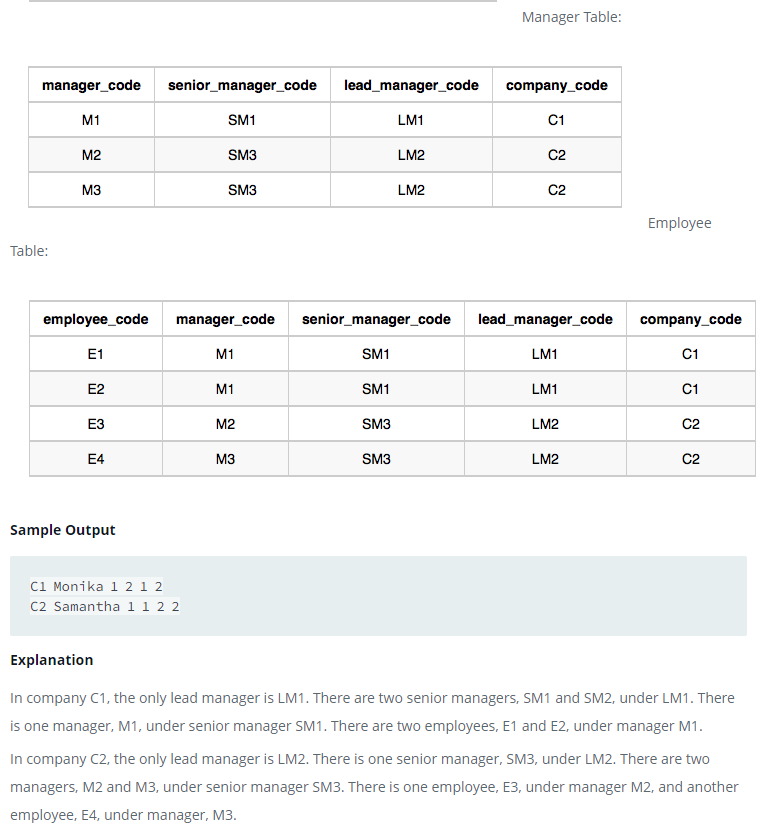 Manager Table:
manager_code senior_manager_code lead_manager_code company_code
M1 SM1 LM1 C1
M2 SM3 LM2 C2
M3 SM3 LM2 C2
Employee
Table:
employee_code manager_code senior_manager_code lead_manager_code company_code
E1 M1 SM1 LM1 C1
E2 M1 SM1 LM1 C1
E3 M2 SM3 LM2 C2
E4 M3 SM3 LM2 C2
Sample Output
C1 Monika 1 2 1 2
C2 Samantha 1 1 2 2
Explanation
In company C1, the only lead manager is LM1. There are two senior managers, SM1 and SM2, under LM1. There
is one manager, M1, under senior manager SM1. There are two employees, E1 and E2, under manager M1.
In company C2, the only lead manager is LM2. There is one senior manager, SM3, under LM2. There are two
managers, M2 and M3, under senior manager SM3. There is one employee, E3, under manager M2, and another
employee, E4, under manager, M3.